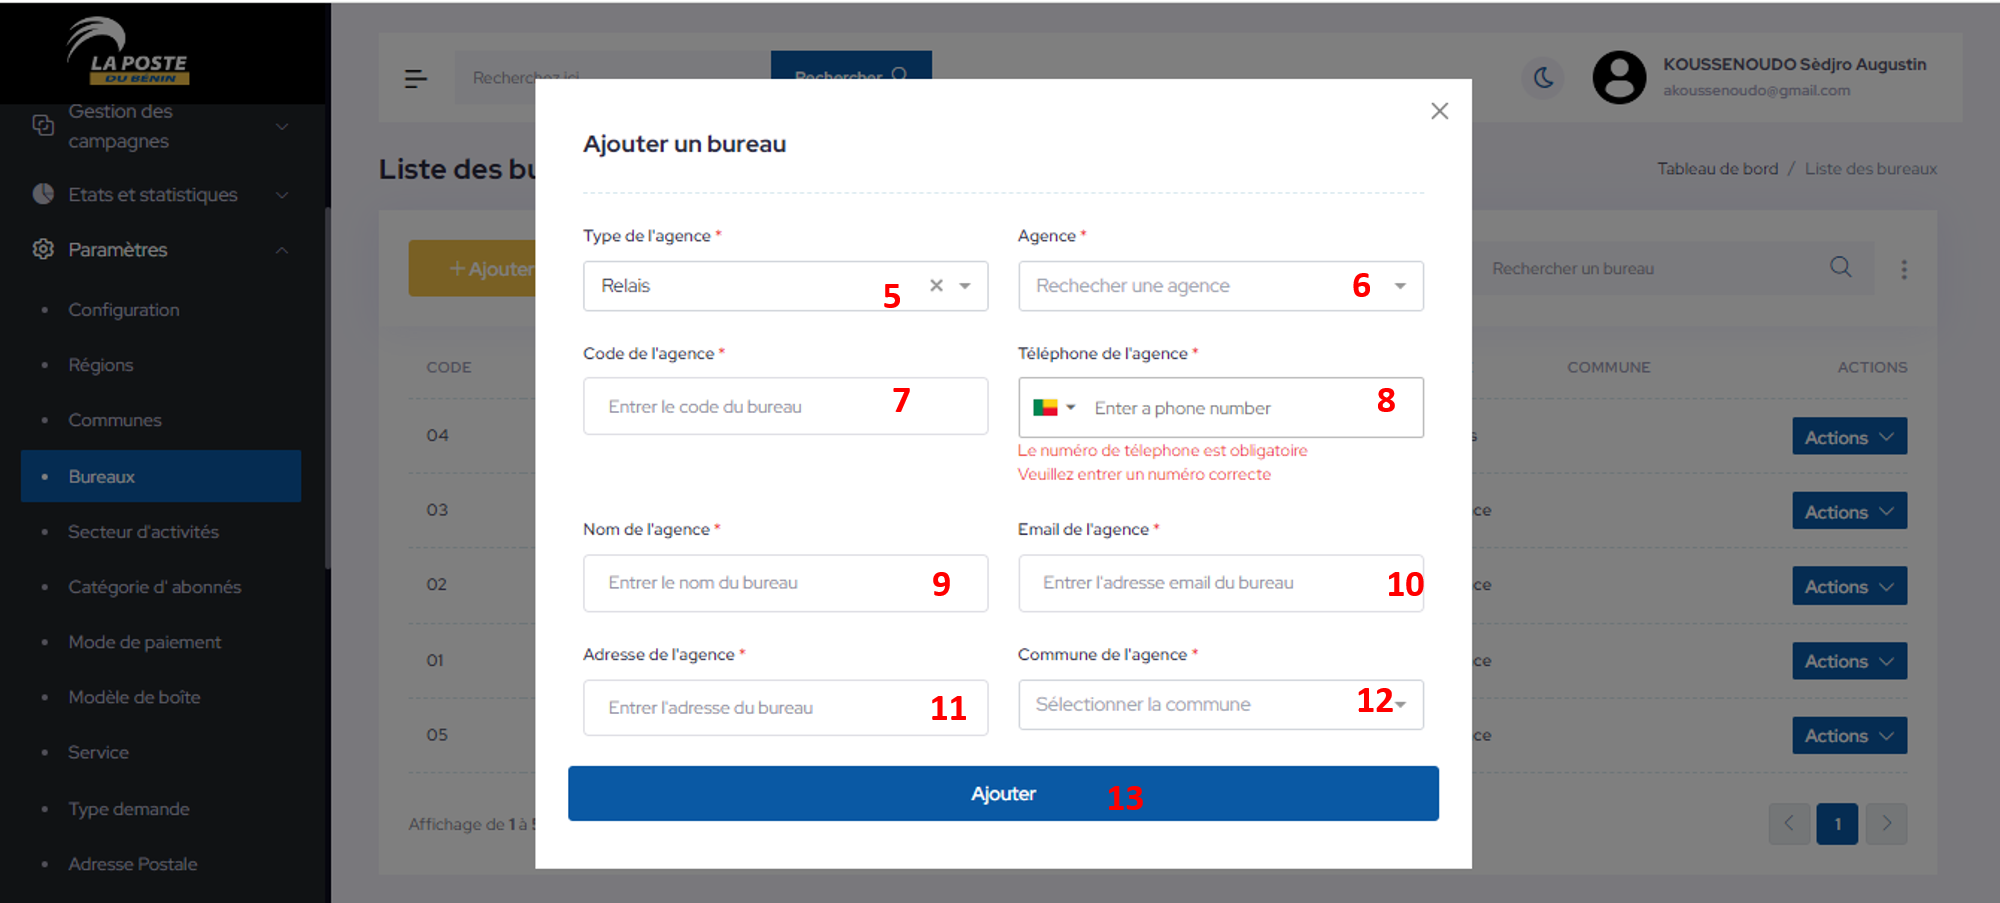 LA POSTE
DU BÉNIN
Gestion des
campagnes
Etats et statistiques
Paramètres
Configuration
Régions
Communes
Bureaux
Secteur d'activités
Catégorie d' abonnés
Mode de paiement
Modèle de boîte
Service
Type demande
Adresse Postale
Recherchez ici
Rechercher
KOUSSENOUDO Sèdjro Augustin
akoussenoudo@gmail.com
Liste des bu
Tableau de bord / Liste des bureaux
+ Ajouter
Rechercher un bureau
CODE
COMMUNE
ACTIONS
04
s
Actions
03
ce
Actions
02
ce
Actions
01
ce
Actions
05
ce
Actions
Affichage de 1 à 5
1
Ajouter un bureau
Type de l'agence *
Relais
5
Agence *
Rechecher une agence
6
Code de l'agence *
Entrer le code du bureau
7
Téléphone de l'agence *
Enter a phone number
8
Le numéro de télephone est obligatoire
Veuillez entrer un numéro correcte
Nom de l'agence *
Entrer le nom du bureau
9
Email de l'agence *
Entrer l'adresse email du bureau
10
Adresse de l'agence *
Entrer l'adresse du bureau
11
Commune de l'agence *
Sélectionner la commune
12
Ajouter
13